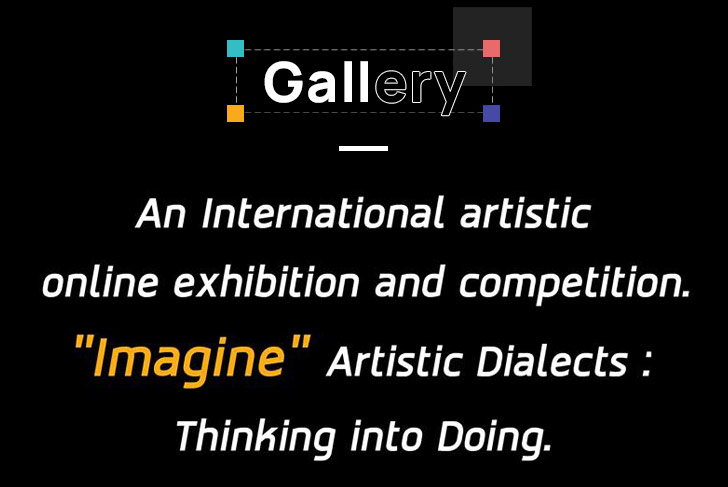 Gallery
An International artistic
online exhibition and competition.
"Imagine" Artistic Dialects :
Thinking into Doing.